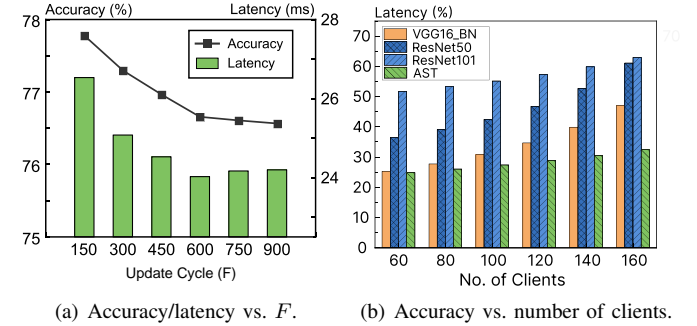 Accuracy (%) Latency (ms)
78 28
Accuracy
Latency
77
26
76
24
75
150 300 450 600 750 900
Update Cycle (F)
(a) Accuracy/latency vs. F.
Latency (%)
70
VGG16_BN
ResNet50
ResNet101
AST
70
60
50
40
30
20
10
0
60 80 100 120 140 160
No. of Clients
(b) Accuracy vs. number of clients.